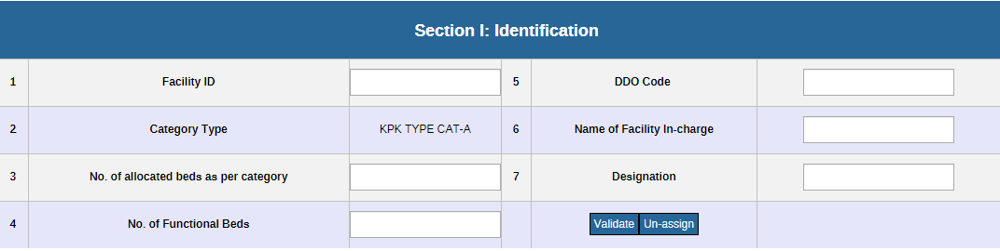 Section I: Identification
1 Facility ID 5 DDO Code
2 Category Type KPK TYPE CAT-A 6 Name of Facility In-charge
3 No. of allocated beds as per category 7 Designation
4 No. of Functional Beds Validate Un-assign